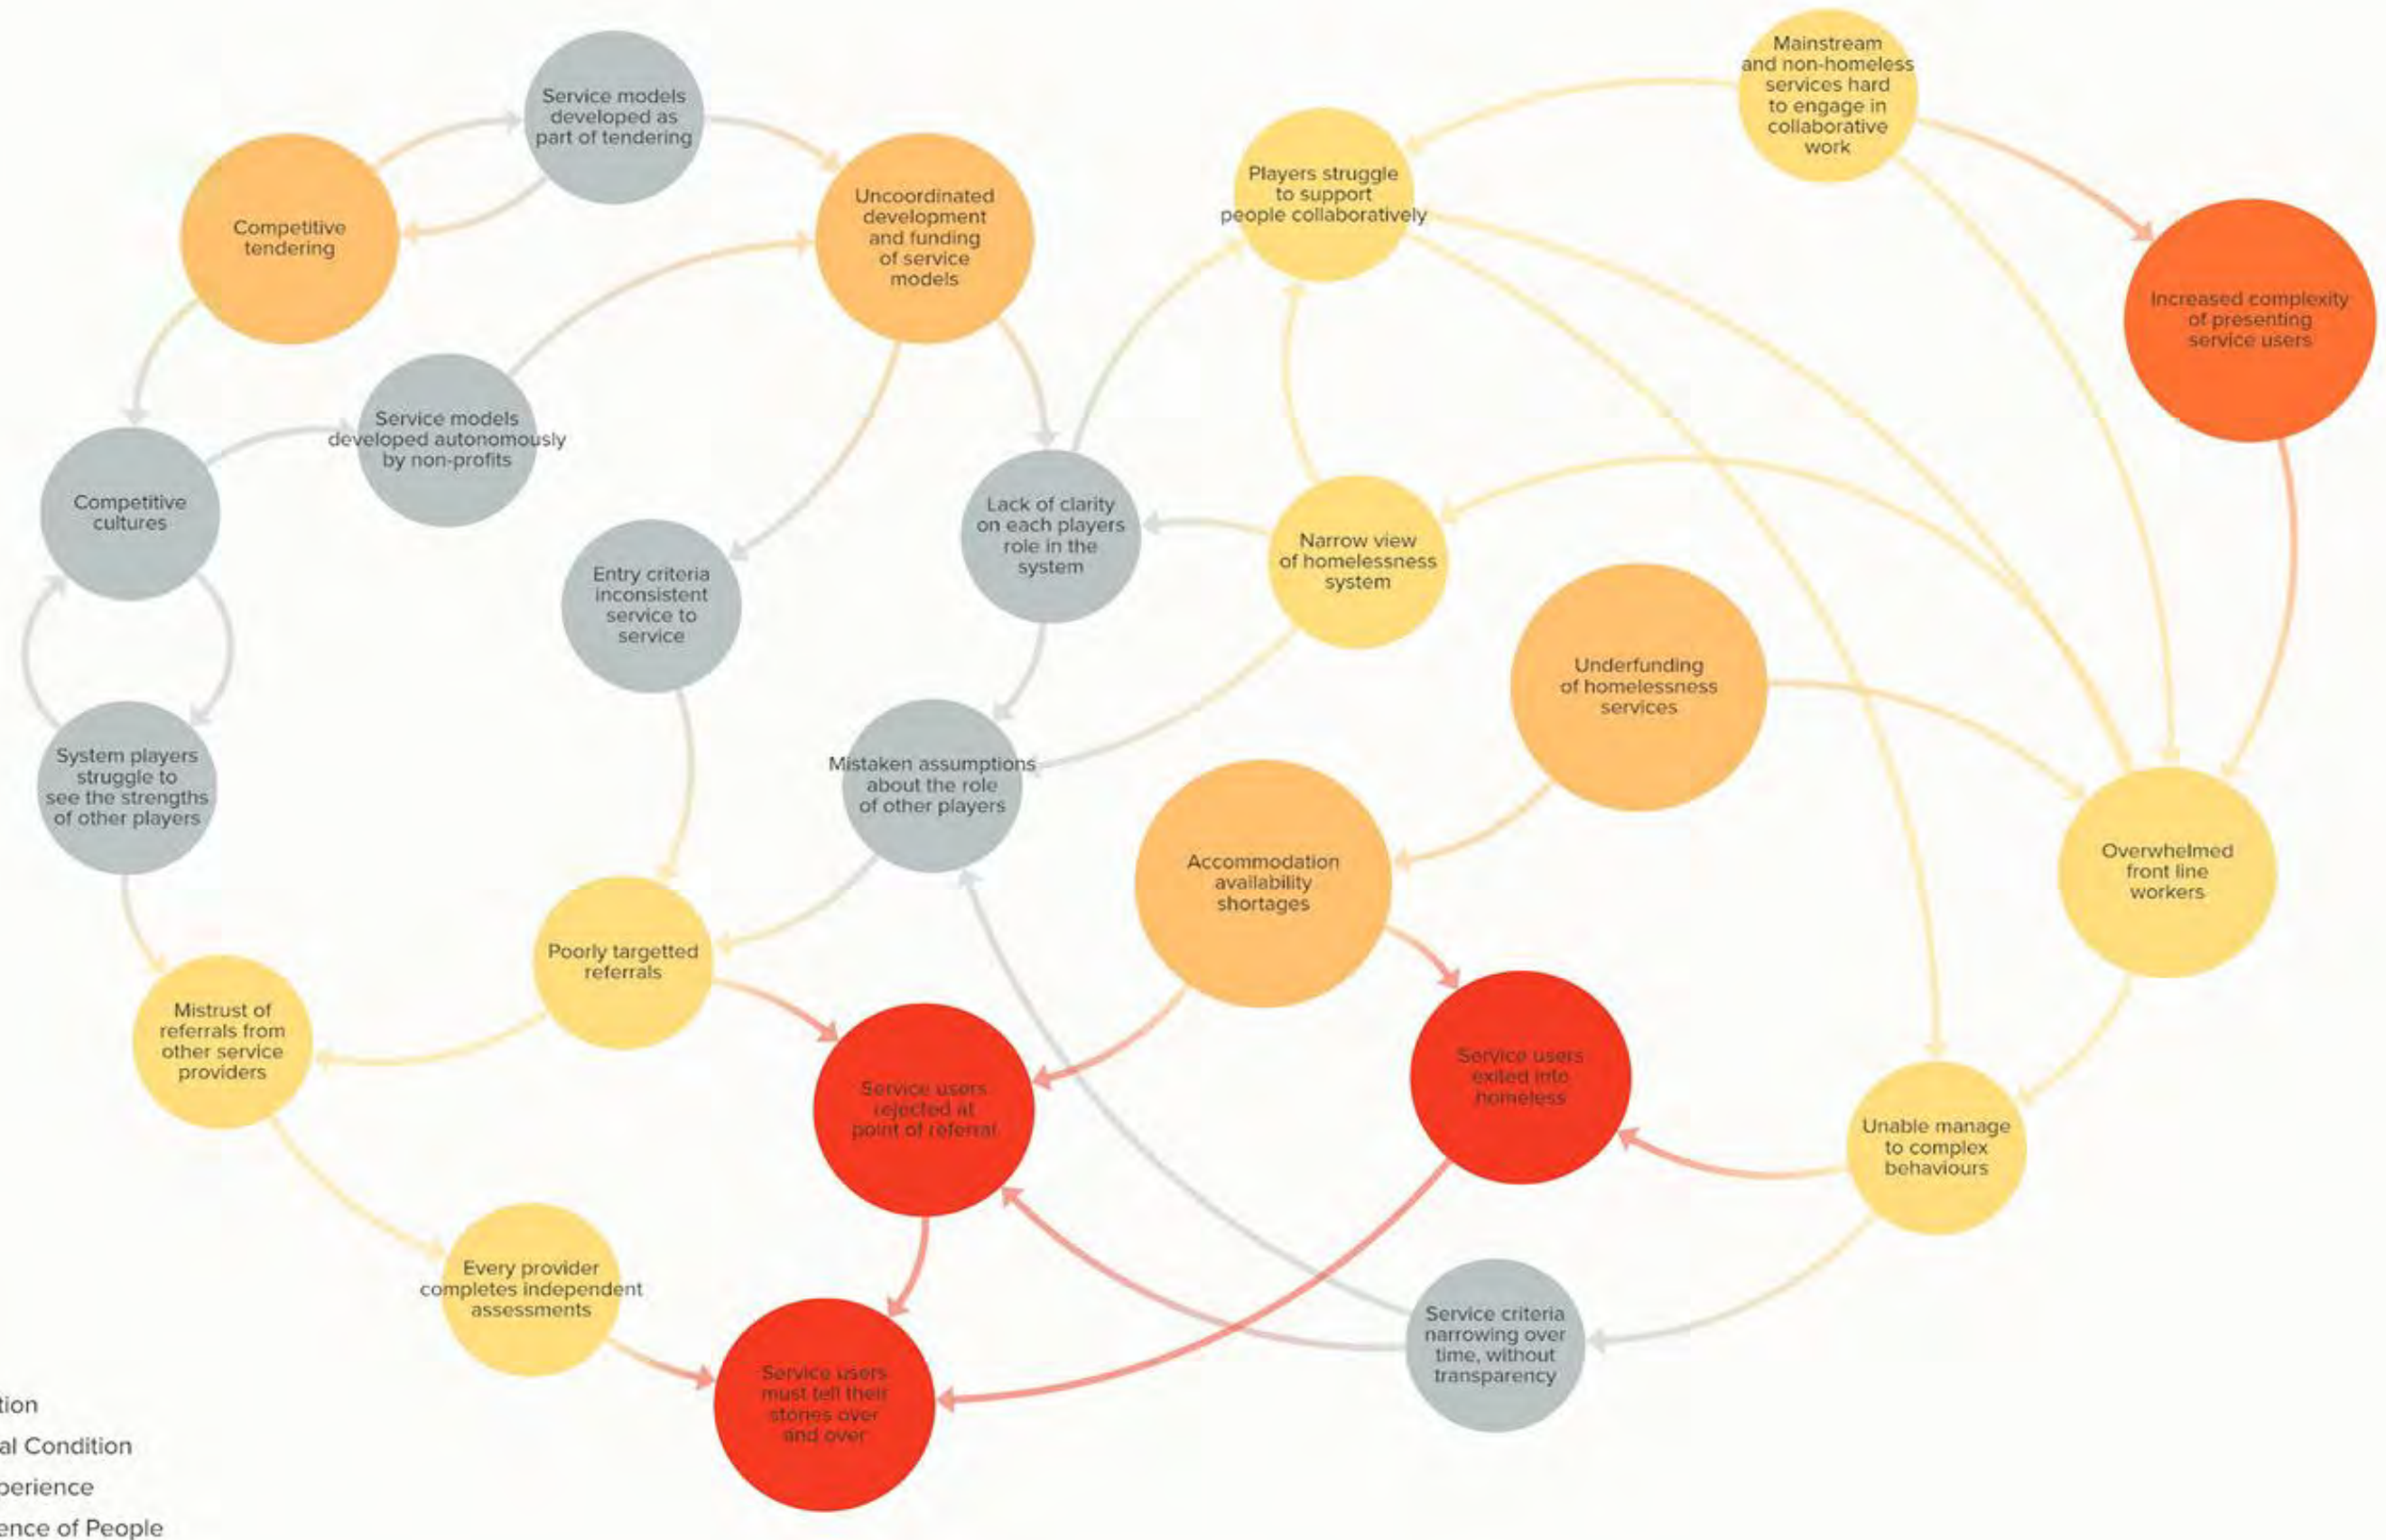 Mainstream
and non-homeless
services hard
to engage in
collaborative
work
Service models
developed as
part of tendering
Players struggle
to support
people collaboratively
Competitive
tendering
Uncoordinated
development
and funding
of service
models
Increased complexity
of presenting
service users
Service models
developed autonomously
by non-profits
Competitive
cultures
Lack of clarity
on each players
role in the
system
Narrow view
of homelessness
system
Entry criteria
inconsistent
service to
service
Underfunding
of homelessness
services
System players
struggle to
see the strengths
of other players
Mistaken assumptions
about the role
of other players
Accommodation
availability
shortages
Overwhelmed
front line
workers
Poorly targetted
referrals
Mistrust of
referrals from
other service
providers
Service users
rejected at
point of referral
Service users
exited into
homeless
Unable manage
to complex
behaviours
Every provider
completes independent
assessments
Service criteria
narrowing over
time, without
transparency
Service users
must tell their
stories over
and over
tion
al Condition
perience
ence of People